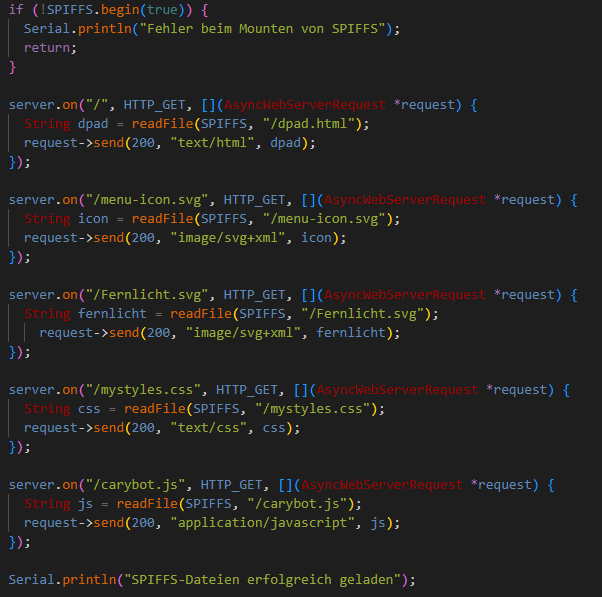 if (!SPIFFS.begin(true)) {
  Serial.println("Fehler beim Mounten von SPIFFS");
  return;
}

server.on("/", HTTP_GET, [](AsyncWebServerRequest *request) {
  String dpad = readFile(SPIFFS, "/dpad.html");
  request->send(200, "text/html", dpad);
});

server.on("/menu-icon.svg", HTTP_GET, [](AsyncWebServerRequest *request) {
  String icon = readFile(SPIFFS, "/menu-icon.svg");
  request->send(200, "image/svg+xml", icon);
});

server.on("/Fernlicht.svg", HTTP_GET, [](AsyncWebServerRequest *request) {
  String fernlicht = readFile(SPIFFS, "/Fernlicht.svg");
    request->send(200, "image/svg+xml", fernlicht);
});

server.on("/mystyles.css", HTTP_GET, [](AsyncWebServerRequest *request) {
  String css = readFile(SPIFFS, "/mystyles.css");
  request->send(200, "text/css", css);
});

server.on("/carybot.js", HTTP_GET, [](AsyncWebServerRequest *request) {
  String js = readFile(SPIFFS, "/carybot.js");
  request->send(200, "application/javascript", js);
});

Serial.println("SPIFFS-Dateien erfolgreich geladen");